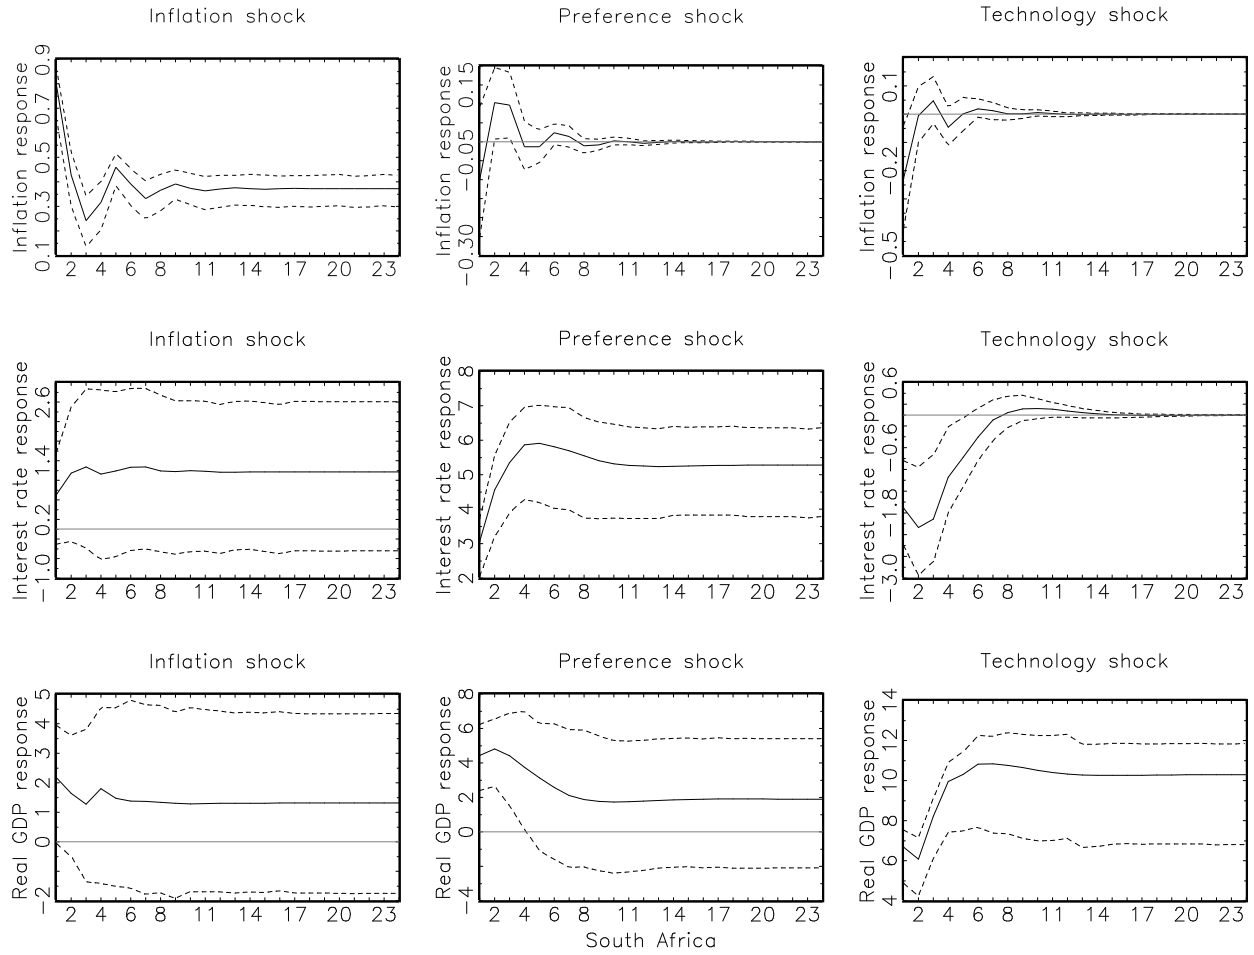 Inflation shock Preference shock Technology shock
Inflation response
0.1 0.3 0.5 0.7 0.9
2 4 6 8 11 14 17 20 23
Inflation response
−0.30 −0.05 0.15
2 4 6 8 11 14 17 20 23
Inflation response
−0.5 −0.2 0.1
2 4 6 8 11 14 17 20 23
Inflation shock Preference shock Technology shock
Interest rate response
−1.0 0.2 1.4 2.6
2 4 6 8 11 14 17 20 23
Interest rate response
2 3 4 5 6 7 8
2 4 6 8 11 14 17 20 23
Interest rate response
−3.0 −1.8 −0.6 0.6
2 4 6 8 11 14 17 20 23
Inflation shock Preference shock Technology shock
Real GDP response
−2 0 1 2 3 4 5
2 4 6 8 11 14 17 20 23
Real GDP response
−4 0 2 4 6 8
2 4 6 8 11 14 17 20 23
Real GDP response
4 6 8 10 12 14
2 4 6 8 11 14 17 20 23
South Africa